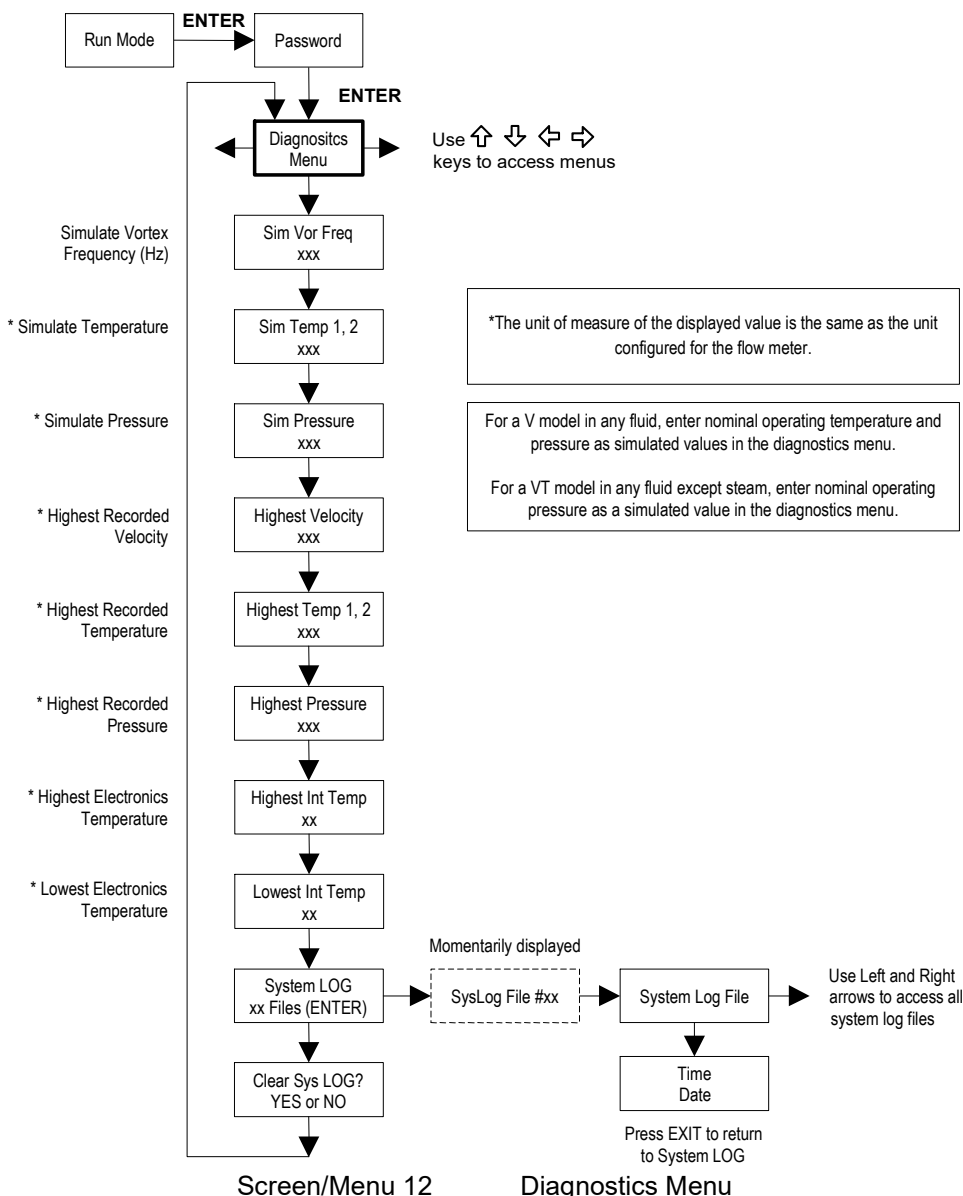 ENTER
Run Mode
Password
ENTER
Diagnositcs
Menu
Use
keys to access menus
Simulate Vortex
Frequency (Hz)
Sim Vor Freq
xxx
* Simulate Temperature
Sim Temp 1, 2
xxx
*The unit of measure of the displayed value is the same as the unit
configured for the flow meter.
* Simulate Pressure
Sim Pressure
xxx
For a V model in any fluid, enter nominal operating temperature and
pressure as simulated values in the diagnostics menu.
For a VT model in any fluid except steam, enter nominal operating
pressure as a simulated value in the diagnostics menu.
* Highest Recorded
Velocity
Highest Velocity
xxx
* Highest Recorded
Temperature
Highest Temp 1, 2
xxx
* Highest Recorded
Pressure
Highest Pressure
xxx
* Highest Electronics
Temperature
Highest Int Temp
xx
* Lowest Electronics
Temperature
Lowest Int Temp
xx
System LOG
xx Files (ENTER)
Momentarily displayed
SysLog File #xx
System Log File
Use Left and Right
arrows to access all
system log files
Clear Sys LOG?
YES or NO
Time
Date
Press EXIT to return
to System LOG
Screen/Menu 12 Diagnostics Menu